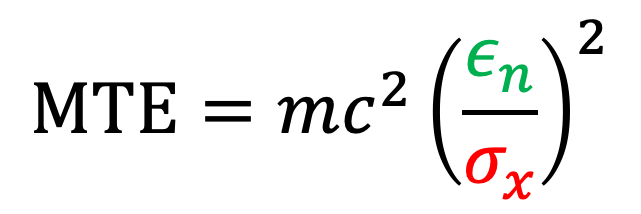 MTE = mc² (ϵₙ/σₓ)²